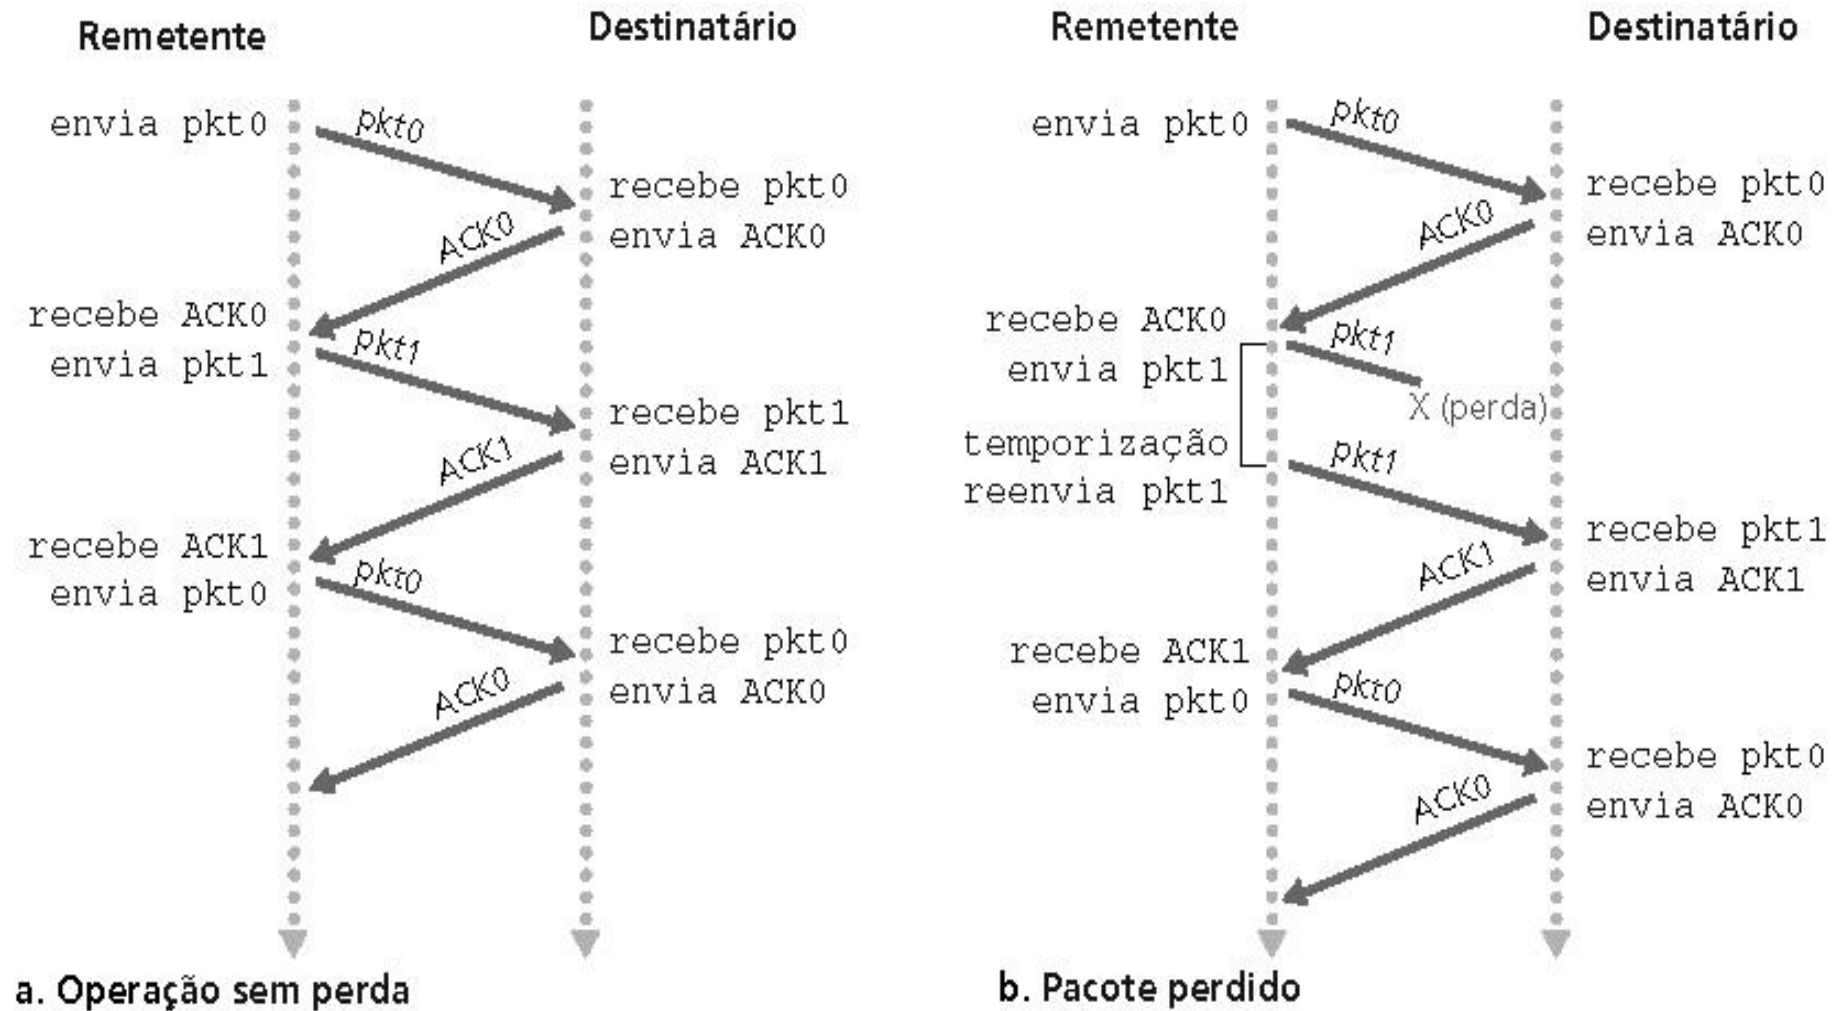 Remetente
Destinatário
envia pkt0
pkt0
recebe pkt0
envia ACK0
ACK0
recebe ACK0
envia pkt1
pkt1
recebe pkt1
envia ACK1
ACK1
recebe ACK1
envia pkt0
pkt0
recebe pkt0
envia ACK0
ACK0
a. Operação sem perda
Remetente
Destinatário
envia pkt0
pkt0
recebe pkt0
envia ACK0
ACK0
recebe ACK0
envia pkt1
pkt1
X (perda)
temporização
reenvia pkt1
pkt1
recebe pkt1
envia ACK1
ACK1
recebe ACK1
envia pkt0
pkt0
recebe pkt0
envia ACK0
ACK0
b. Pacote perdido